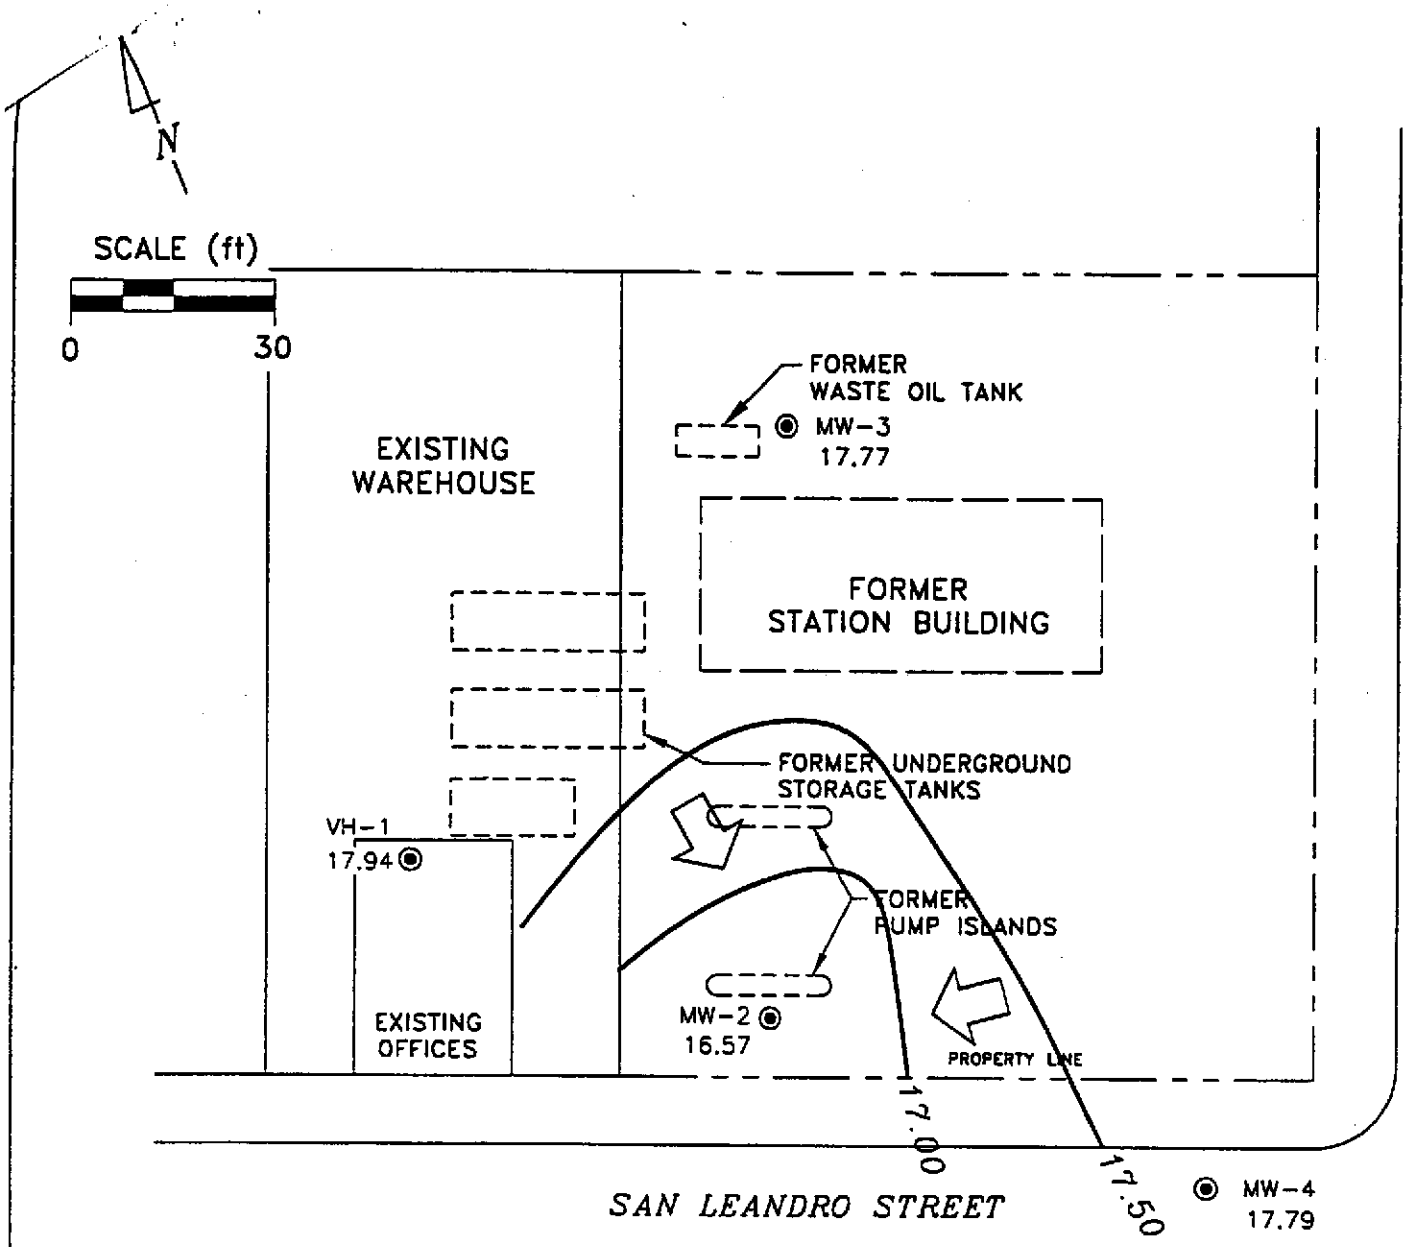 N
SCALE (ft)
0 30
FORMER
WASTE OIL TANK
MW-3
17.77
EXISTING
WAREHOUSE
FORMER
STATION BUILDING
FORMER UNDERGROUND
STORAGE TANKS
VH-1
17.94
FORMER
PUMP ISLANDS
MW-2
16.57
EXISTING
OFFICES
PROPERTY LINE
17.00
17.50
SAN LEANDRO STREET
MW-4
17.79